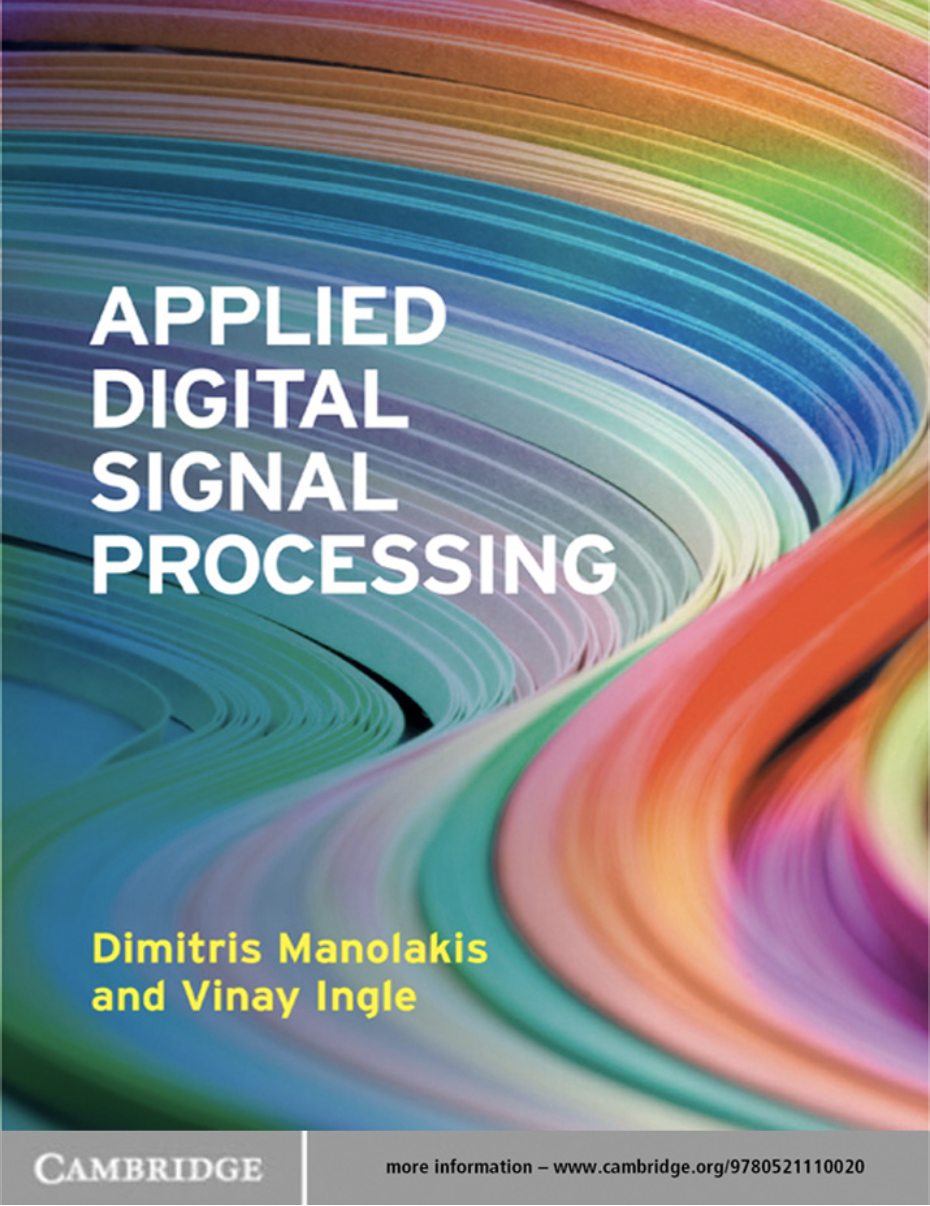 APPLIED
DIGITAL
SIGNAL
PROCESSING
Dimitris Manolakis
and Vinay Ingle
CAMBRIDGE
more information – www.cambridge.org/9780521110020